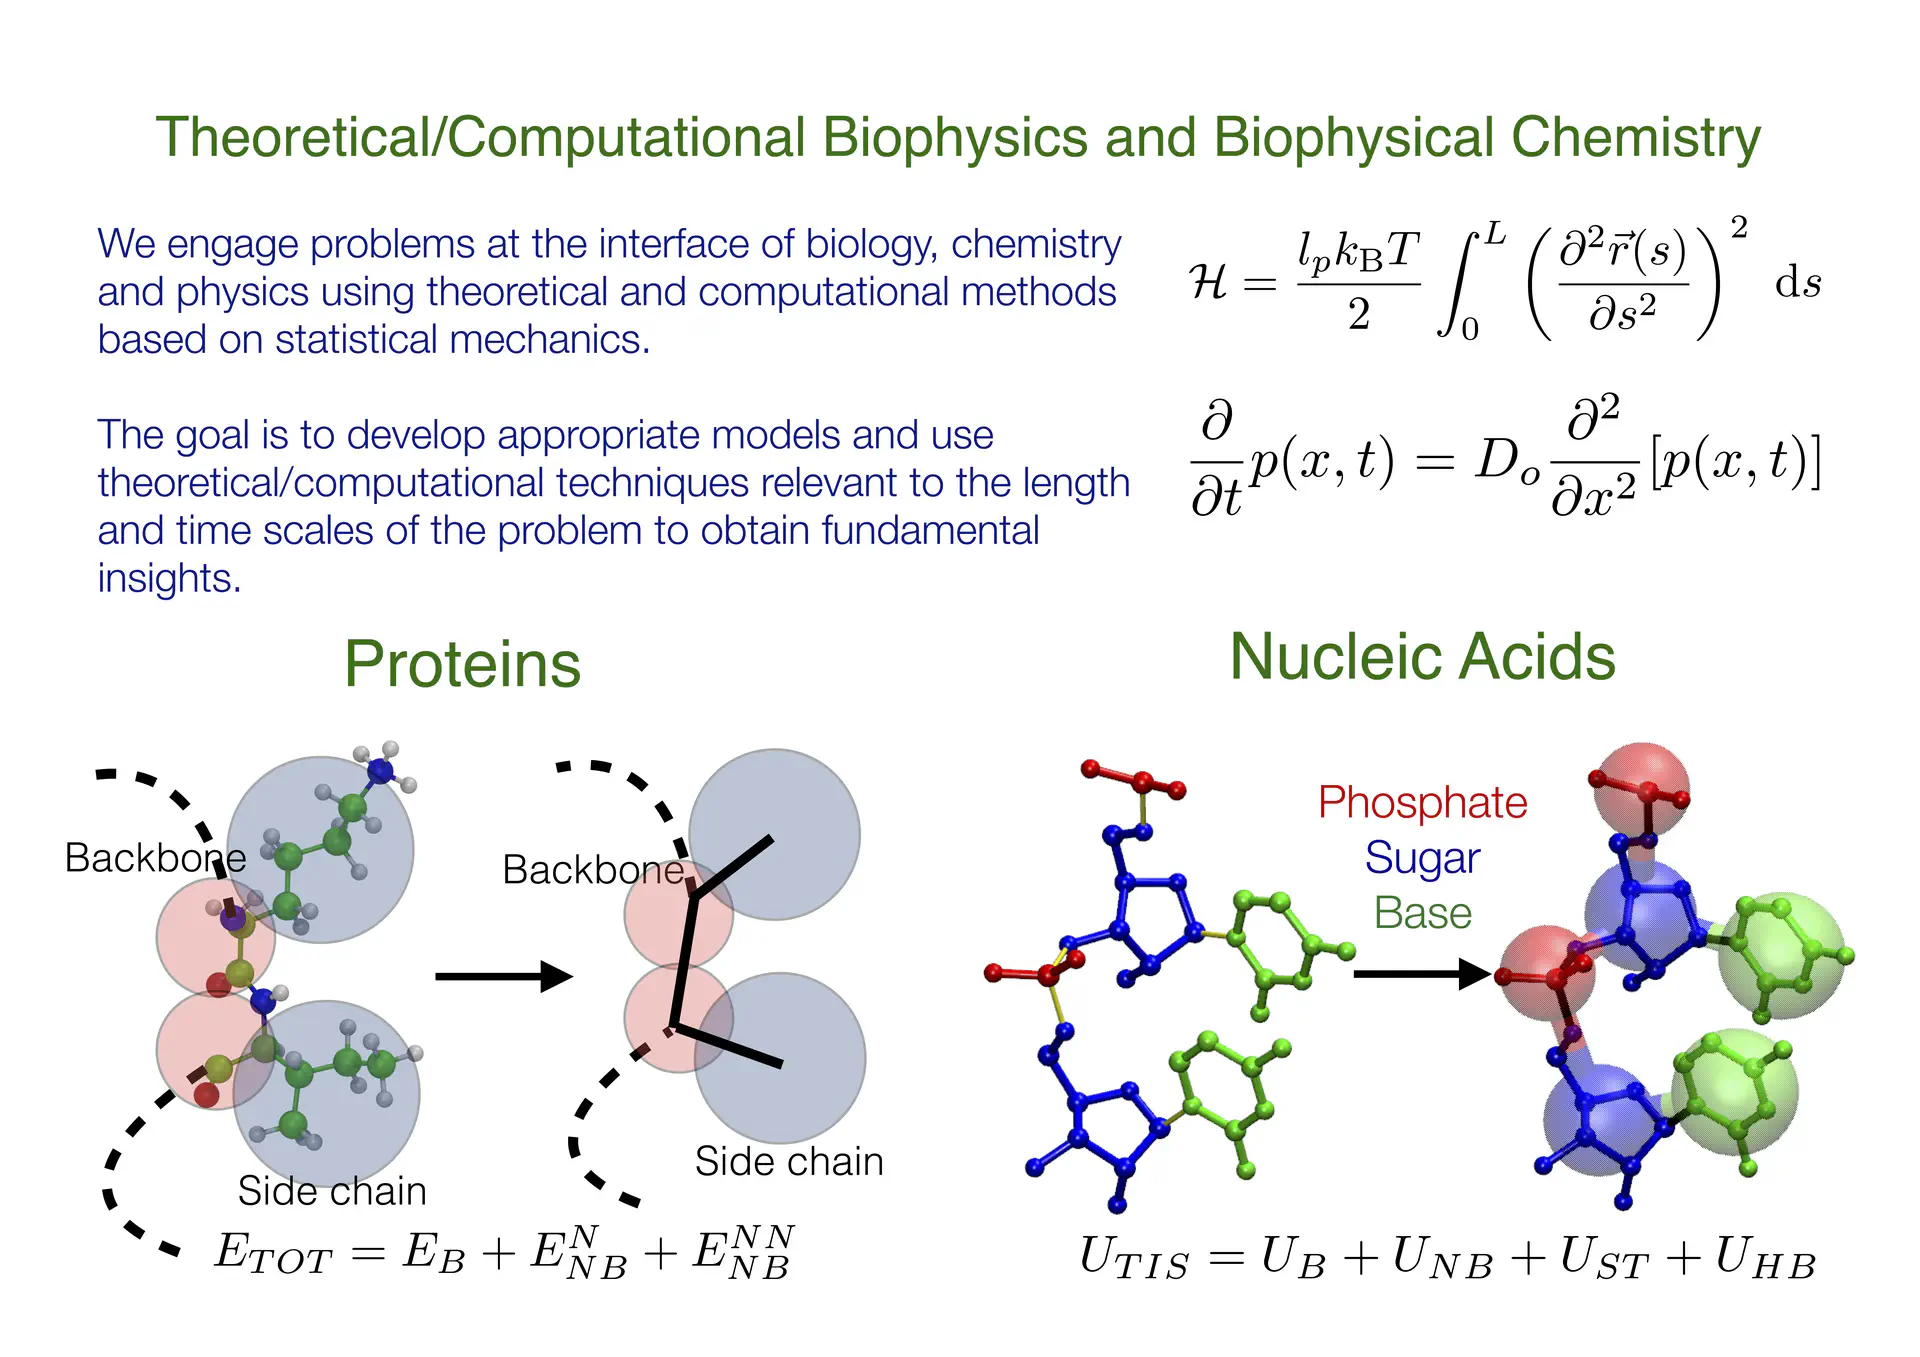 Theoretical/Computational Biophysics and Biophysical Chemistry
We engage problems at the interface of biology, chemistry
and physics using theoretical and computational methods
based on statistical mechanics.
The goal is to develop appropriate models and use
theoretical/computational techniques relevant to the length
and time scales of the problem to obtain fundamental
insights.
$\mathcal{H} = \frac{l_p k_{\mathrm{B}} T}{2} \int_0^L \left( \frac{\partial^2 \vec{r}(s)}{\partial s^2} \right)^2 \mathrm{d}s$
$\frac{\partial}{\partial t} p(x,t) = D_o \frac{\partial^2}{\partial x^2} [p(x,t)]$
Proteins
Backbone
Side chain
Backbone
Side chain
$E_{TOT} = E_B + E_{NB}^{N} + E_{NB}^{NN}$
Nucleic Acids
Phosphate
Sugar
Base
$U_{TIS} = U_B + U_{NB} + U_{ST} + U_{HB}$